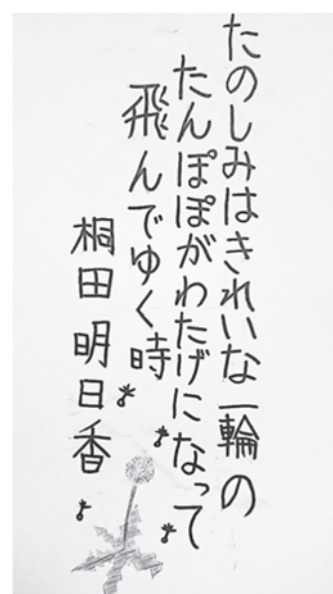 たのしみはきれいな一輪の
たんぽぽがわたげになって
飛んでゆく時
桐田 明日香